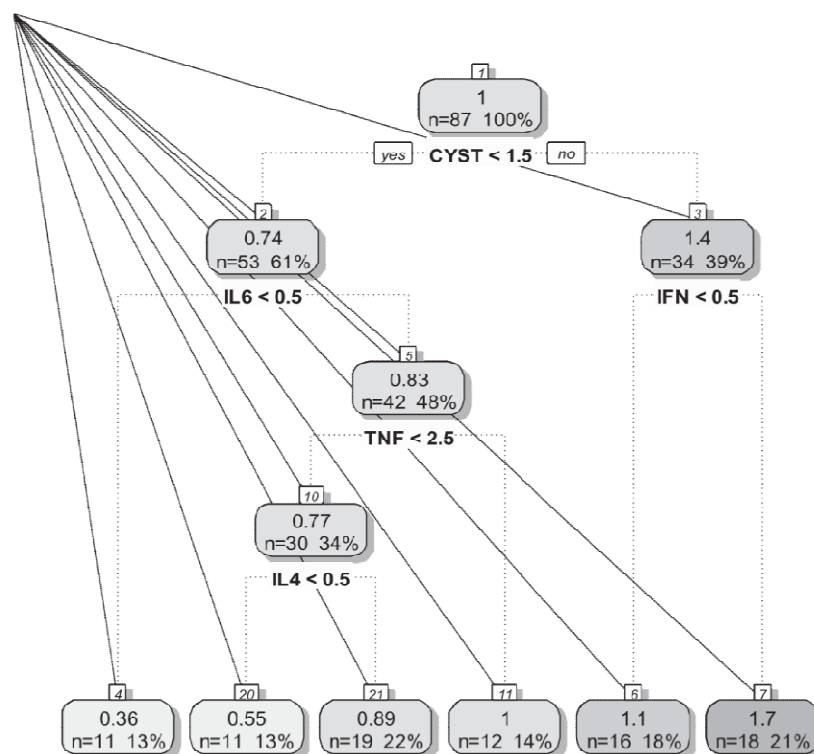 1
1
n=87 100%
yes CYST < 1.5 no
2
0.74
n=53 61%
3
1.4
n=34 39%
IL6 < 0.5
IFN < 0.5
5
0.83
n=42 48%
TNF < 2.5
10
0.77
n=30 34%
IL4 < 0.5
4
0.36
n=11 13%
20
0.55
n=11 13%
21
0.89
n=19 22%
11
1
n=12 14%
6
1.1
n=16 18%
7
1.7
n=18 21%